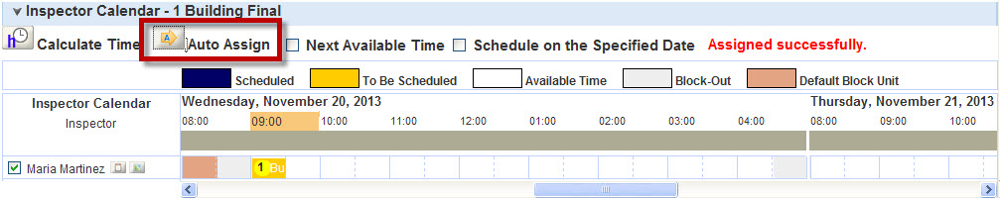 Inspector Calendar - 1 Building Final
Calculate Time Auto Assign Next Available Time Schedule on the Specified Date Assigned successfully.
Scheduled To Be Scheduled Available Time Block-Out Default Block Unit
Inspector Calendar Wednesday, November 20, 2013 Thursday, November 21, 2013
Inspector 08:00 09:00 10:00 11:00 12:00 01:00 02:00 03:00 04:00 08:00 09:00 10:00
Maria Martinez 1 Bu